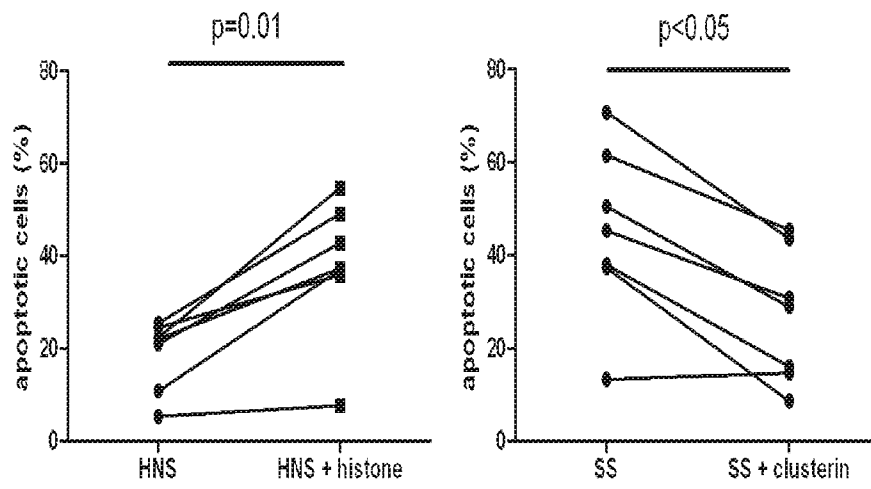 p=0.01
80
60
40
20
0
apoptotic cells (%)
HNS
HNS + histone
p<0.05
80
60
40
20
0
apoptotic cells (%)
SS
SS + clusterin